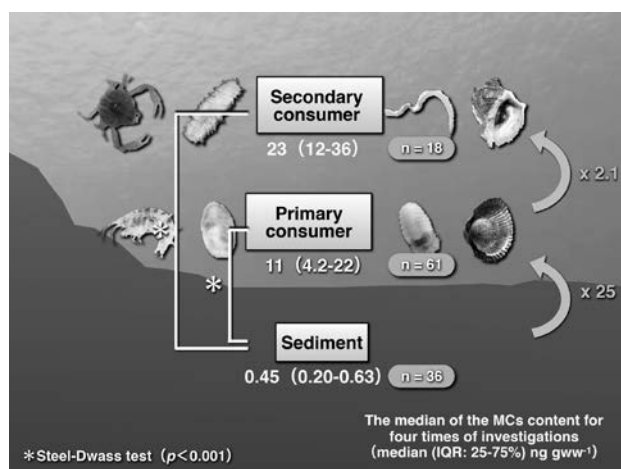 Secondary
consumer
23 (12-36)
n = 18
x 2.1
*
Primary
consumer
11 (4.2-22)
n = 61
*
x 25
Sediment
0.45 (0.20-0.63)
n = 36
The median of the MCs content for
four times of investigations
(median (IQR: 25-75%) ng gww⁻¹)
*Steel-Dwass test (p<0.001)